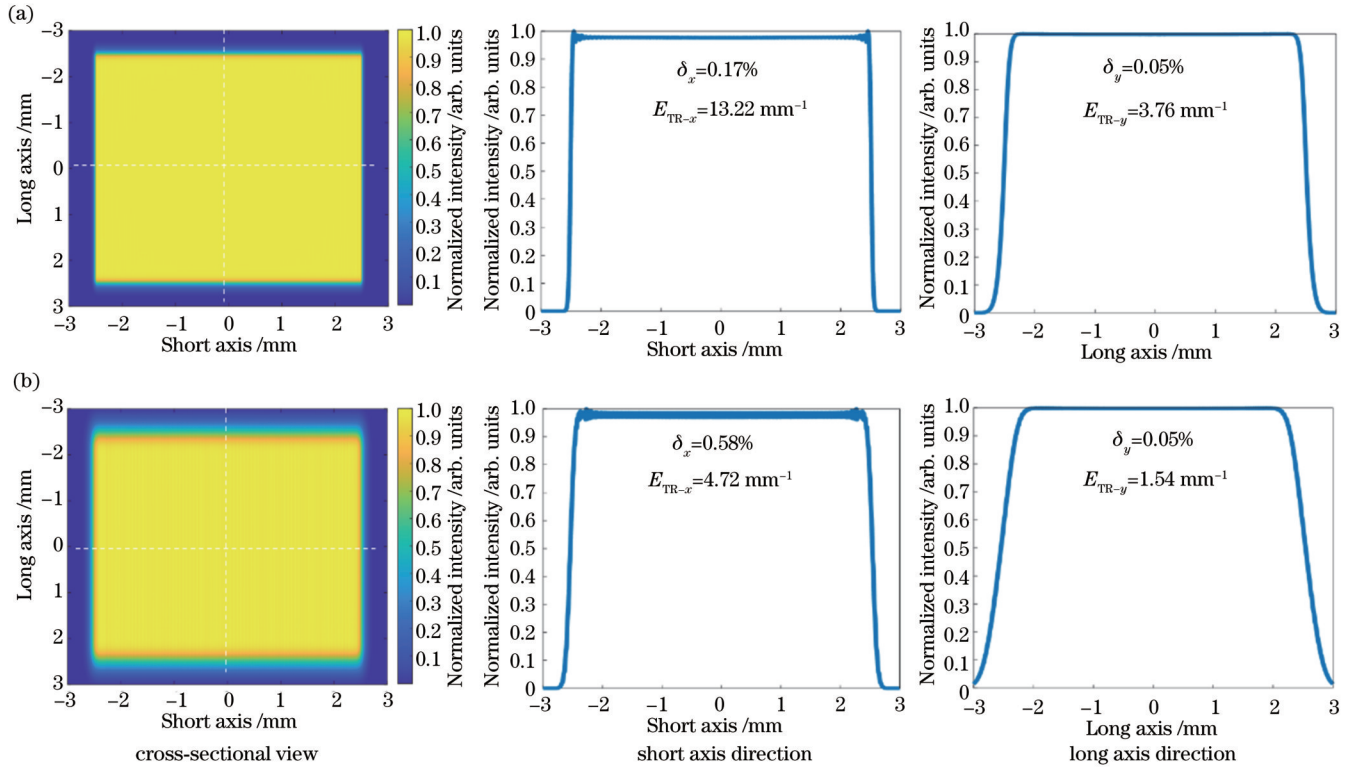 (a)
−3
−2
−1
0
1
2
3
Long axis /mm
−3 −2 −1 0 1 2 3
Short axis /mm
1.0
0.9
0.8
0.7
0.6
0.5
0.4
0.3
0.2
0.1
Normalized intensity /arb. units
1.0
0.9
0.8
0.7
0.6
0.5
0.4
0.3
0.2
0.1
0
Normalized intensity /arb. units
δx=0.17%
ETR−x=13.22 mm−1
−3 −2 −1 0 1 2 3
Short axis /mm
1.0
0.9
0.8
0.7
0.6
0.5
0.4
0.3
0.2
0.1
0
Normalized intensity /arb. units
δy=0.05%
ETR−y=3.76 mm−1
−3 −2 −1 0 1 2 3
Long axis /mm
(b)
−3
−2
−1
0
1
2
3
Long axis /mm
−3 −2 −1 0 1 2 3
Short axis /mm
cross-sectional view
1.0
0.9
0.8
0.7
0.6
0.5
0.4
0.3
0.2
0.1
Normalized intensity /arb. units
1.0
0.9
0.8
0.7
0.6
0.5
0.4
0.3
0.2
0.1
0
Normalized intensity /arb. units
δx=0.58%
ETR−x=4.72 mm−1
−3 −2 −1 0 1 2 3
Short axis /mm
short axis direction
1.0
0.9
0.8
0.7
0.6
0.5
0.4
0.3
0.2
0.1
0
Normalized intensity /arb. units
δy=0.05%
ETR−y=1.54 mm−1
−3 −2 −1 0 1 2 3
Long axis /mm
long axis direction